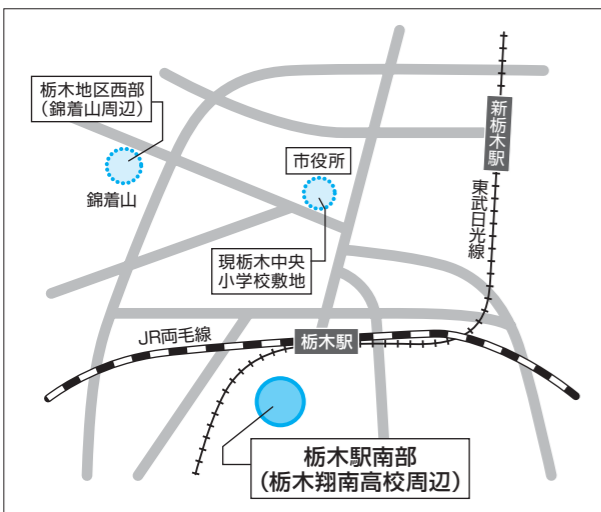 栃木地区西部
（錦着山周辺）
錦着山
市役所
現栃木中央
小学校敷地
新栃木駅
東武日光線
JR両毛線
栃木駅
栃木駅南部
（栃木翔南高校周辺）